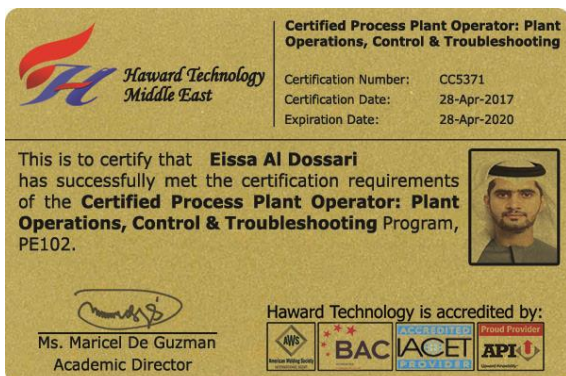 Haward Technology
Middle East
Certified Process Plant Operator: Plant
Operations, Control & Troubleshooting
Certification Number: CC5371
Certification Date: 28-Apr-2017
Expiration Date: 28-Apr-2020
This is to certify that Eissa Al Dossari
has successfully met the certification requirements
of the Certified Process Plant Operator: Plant
Operations, Control & Troubleshooting Program,
PE102.
Ms. Maricel De Guzman
Academic Director
Haward Technology is accredited by:
AWS
American Welding Society
BAC
ACCREDITED
IACET
PROVIDER
Proud Provider
API